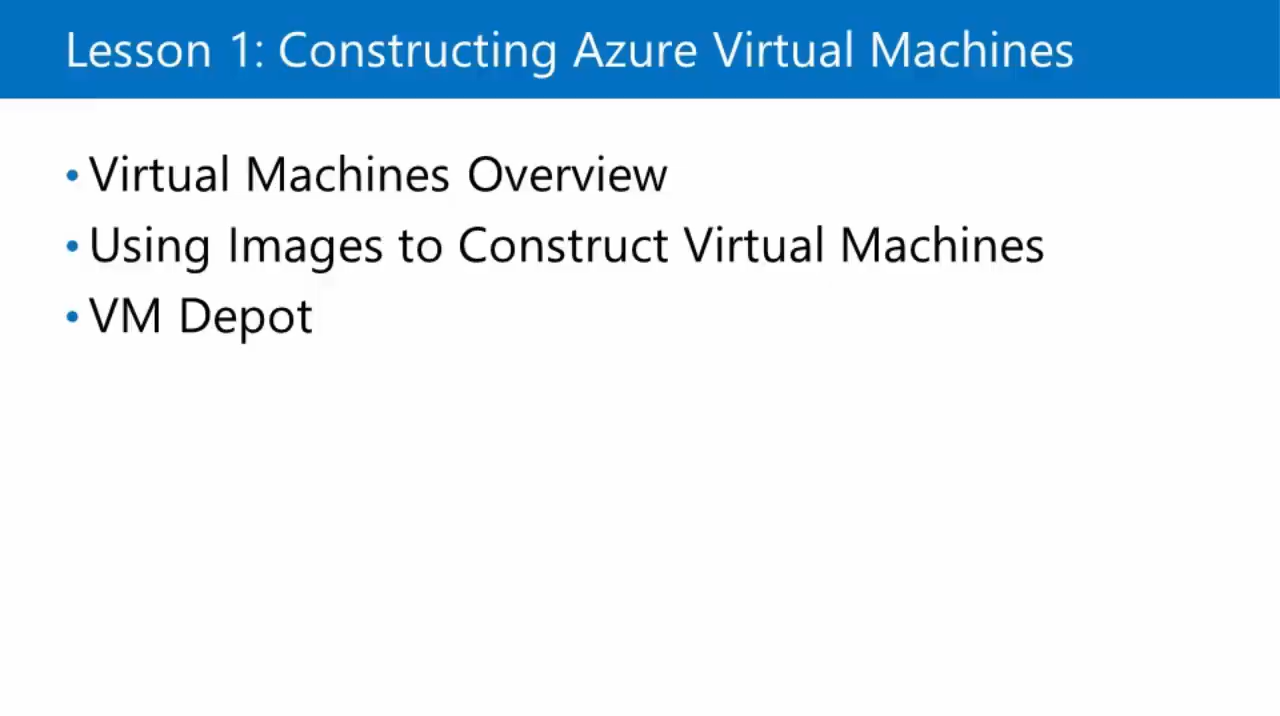 Lesson 1: Constructing Azure Virtual Machines
• Virtual Machines Overview
• Using Images to Construct Virtual Machines
• VM Depot